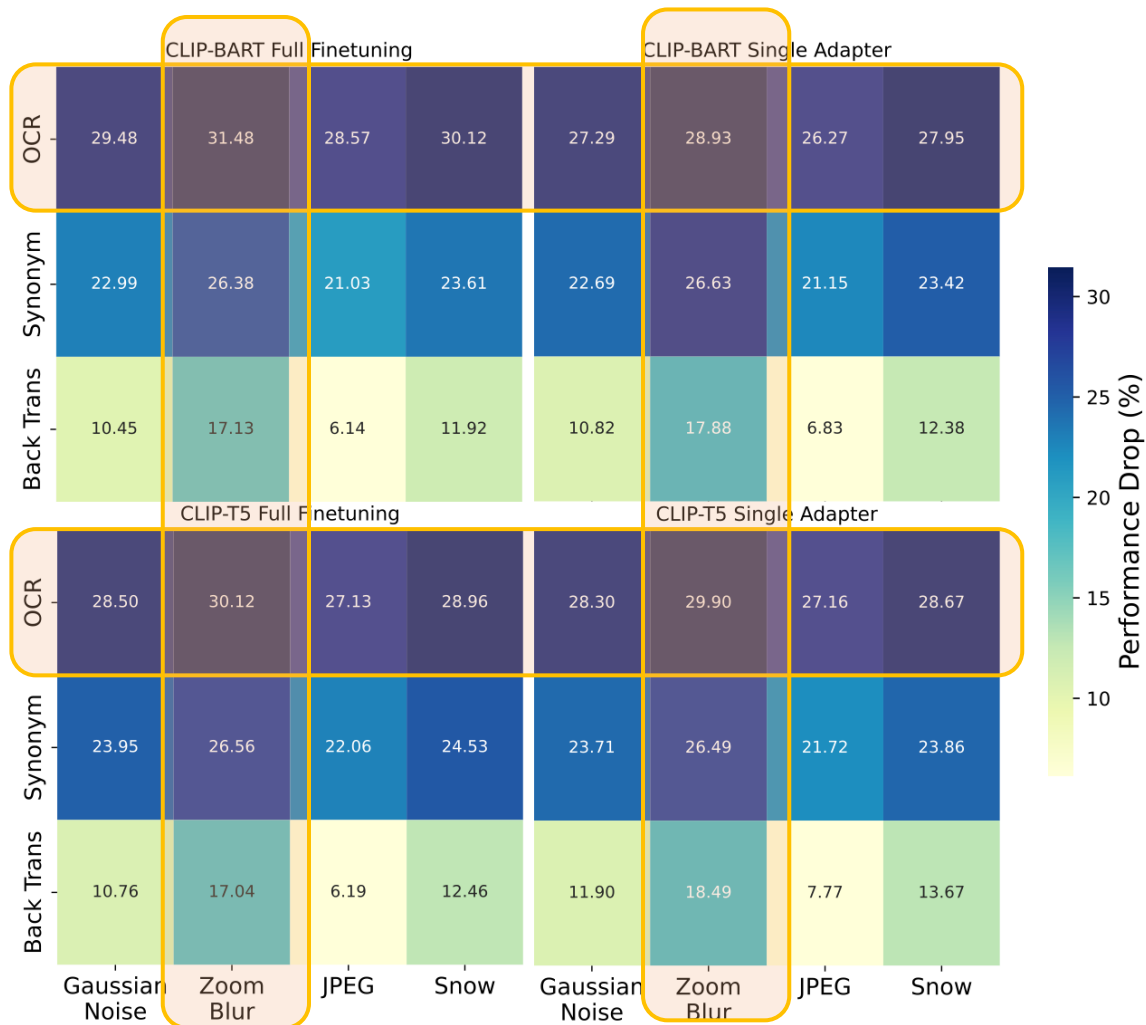 CLIP-BART Full Finetuning
CLIP-BART Single Adapter
OCR
29.48 31.48 28.57 30.12 27.29 28.93 26.27 27.95
Synonym
22.99 26.38 21.03 23.61 22.69 26.63 21.15 23.42
Back Trans
10.45 17.13 6.14 11.92 10.82 17.88 6.83 12.38
CLIP-T5 Full Finetuning
CLIP-T5 Single Adapter
OCR
28.50 30.12 27.13 28.96 28.30 29.90 27.16 28.67
Synonym
23.95 26.56 22.06 24.53 23.71 26.49 21.72 23.86
Back Trans
10.76 17.04 6.19 12.46 11.90 18.49 7.77 13.67
Gaussian Zoom JPEG Snow Gaussian Zoom JPEG Snow
Noise Blur Noise Blur
30
25
20
15
10
Performance Drop (%)